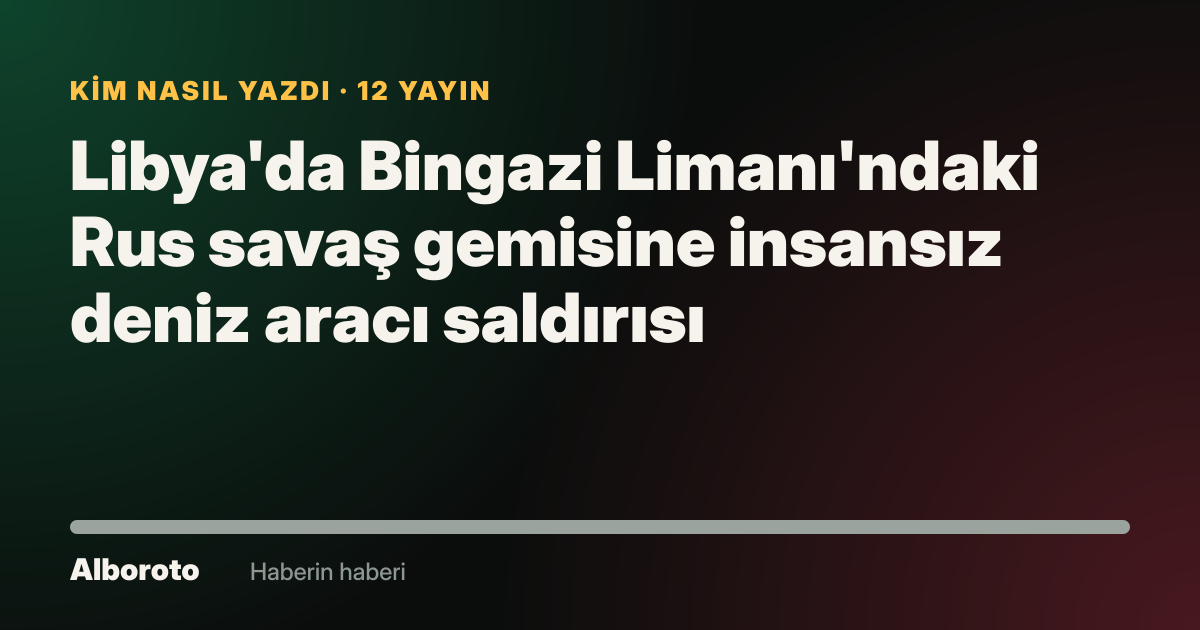 KİM NASIL YAZDI · 12 YAYIN
Libya'da Bingazi Limanı'ndaki
Rus savaş gemisine insansız
deniz aracı saldırısı
Alboroto
Haberin haberi